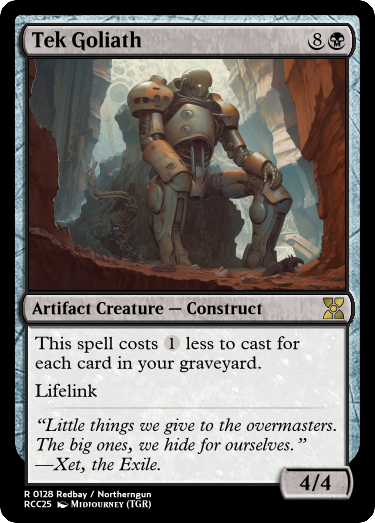 Tek Goliath 8
Artifact Creature — Construct
This spell costs 1 less to cast for
each card in your graveyard.
Lifelink
“Little things we give to the overmasters.
The big ones, we hide for ourselves.”
—Xet, the Exile.
4/4
R 0128 Redbay / Northerngun
RCC25 Midjourney (TGR)